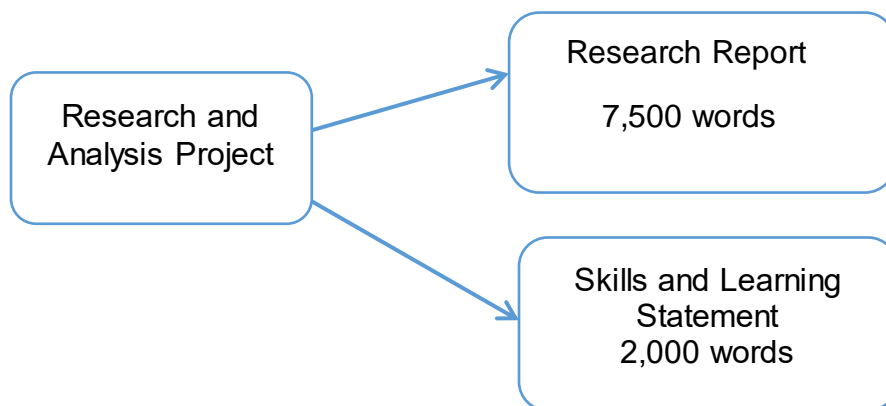 Research and
Analysis Project
Research Report
7,500 words
Skills and Learning
Statement
2,000 words